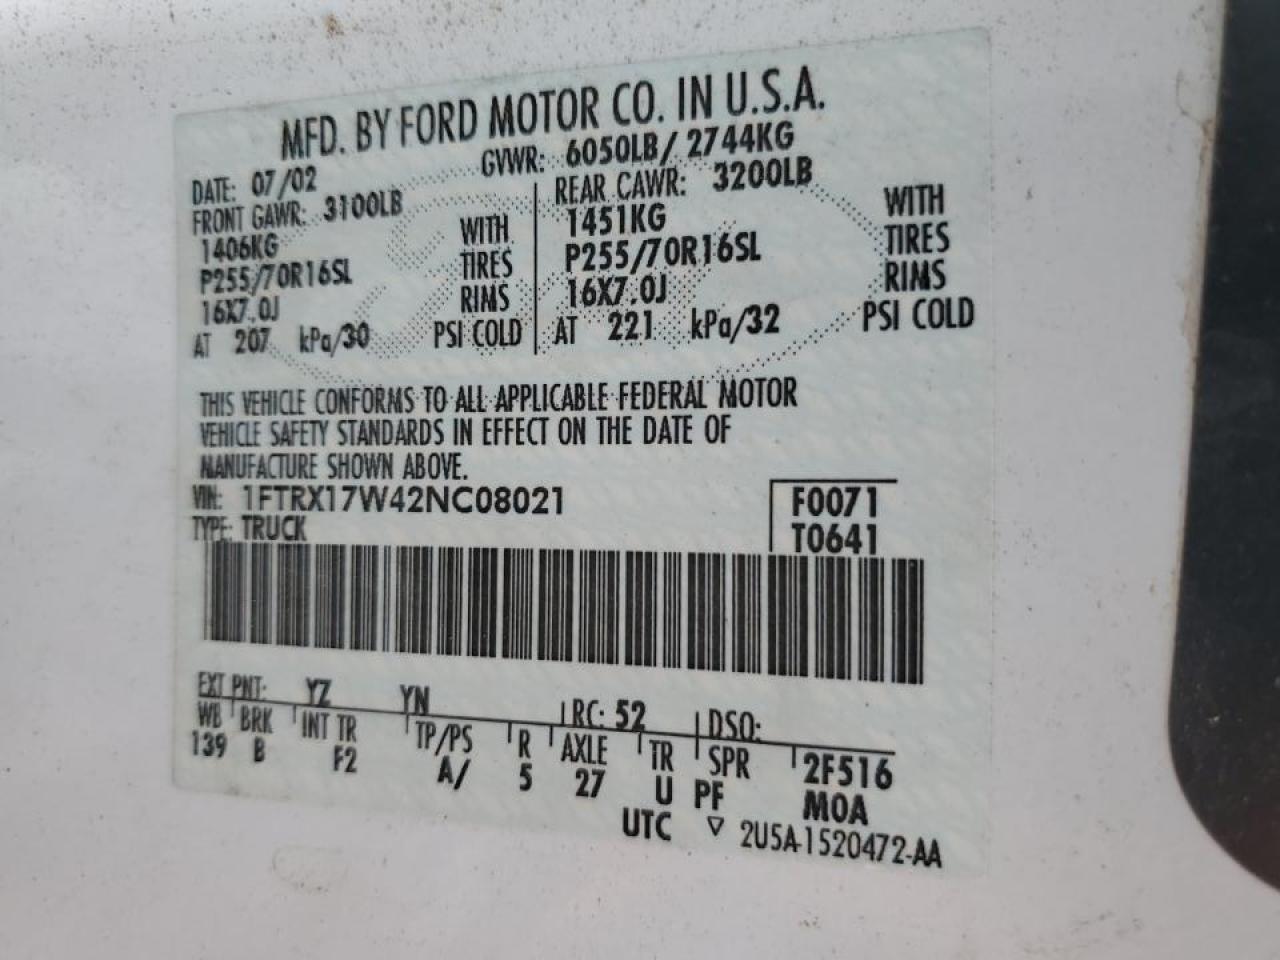 MFD. BY FORD MOTOR CO. IN U.S.A.
DATE: 07/02 GVWR: 6050LB/ 2744KG
FRONT GAWR: 3100LB REAR GAWR: 3200LB
1406KG WITH 1451KG WITH
P255/70R16SL TIRES P255/70R16SL TIRES
16X7.0J RIMS 16X7.0J RIMS
AT 207 kPa/30 PSI COLD AT 221 kPa/32 PSI COLD
THIS VEHICLE CONFORMS TO ALL APPLICABLE FEDERAL MOTOR
VEHICLE SAFETY STANDARDS IN EFFECT ON THE DATE OF
MANUFACTURE SHOWN ABOVE.
VIN: 1FTRX17W42NC08021 F0071
TYPE: TRUCK T0641
EXT PNT: YZ YN RC: 52 DSO:
WB BRK INT TR TP/PS R AXLE TR SPR 2F516
139 B F2 A/ 5 27 U PF M0A
UTC ▽ 2U5A-1520472-AA